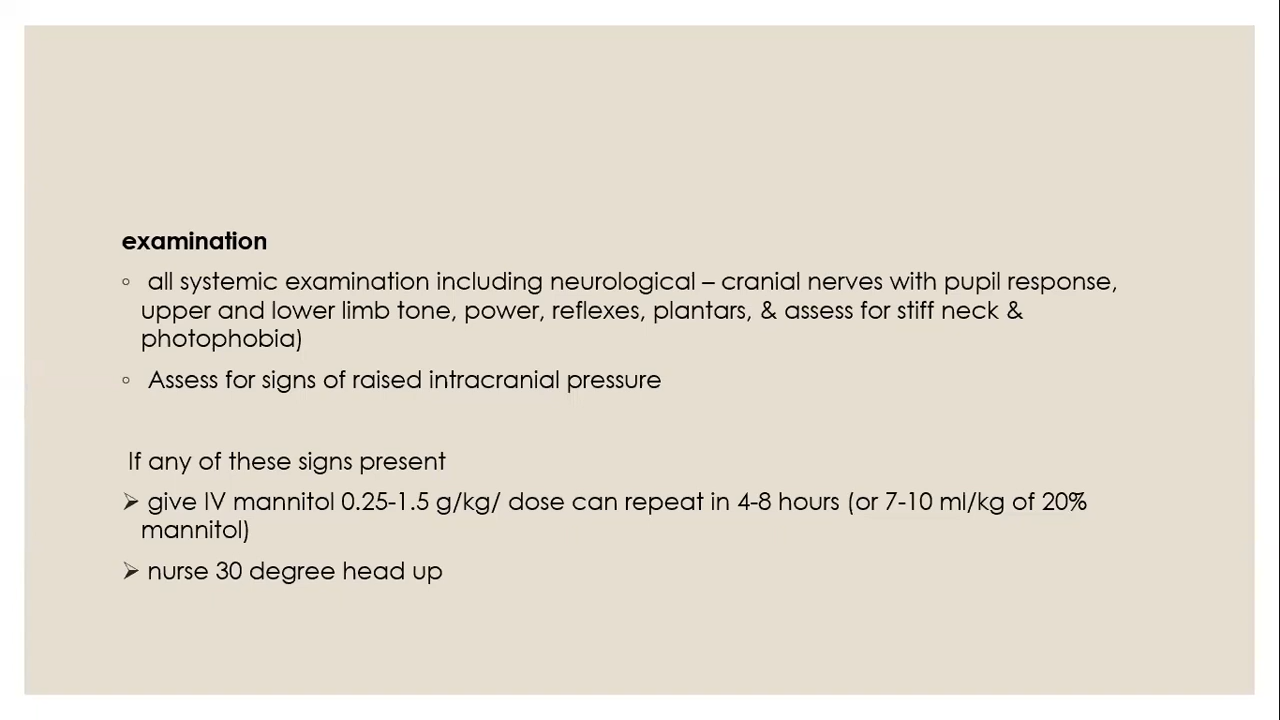 examination
◦ all systemic examination including neurological – cranial nerves with pupil response,
upper and lower limb tone, power, reflexes, plantars, & assess for stiff neck &
photophobia)
◦ Assess for signs of raised intracranial pressure
If any of these signs present
➢ give IV mannitol 0.25-1.5 g/kg/ dose can repeat in 4-8 hours (or 7-10 ml/kg of 20%
mannitol)
➢ nurse 30 degree head up